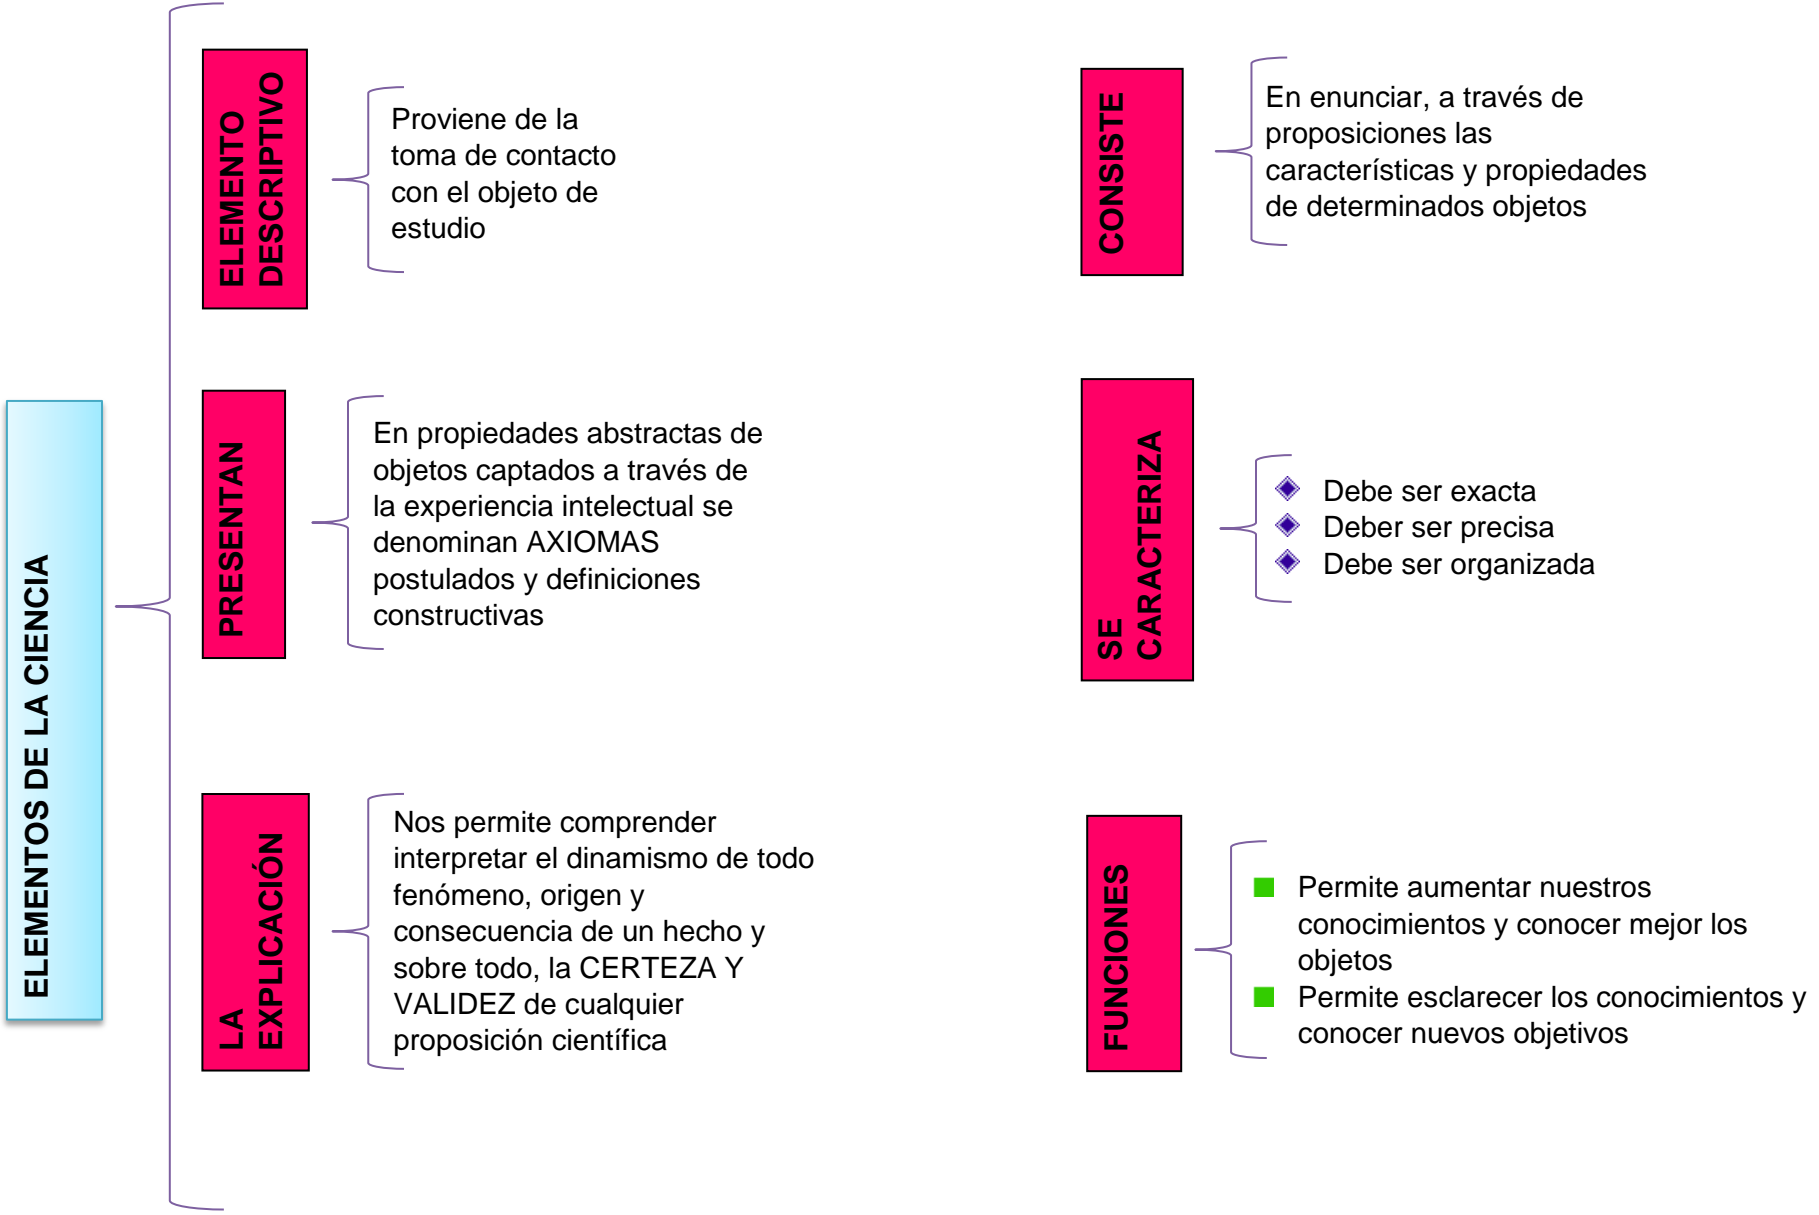 ELEMENTOS DE LA CIENCIA
ELEMENTO
DESCRIPTIVO
Proviene de la
toma de contacto
con el objeto de
estudio
CONSISTE
En enunciar, a través de
proposiciones las
características y propiedades
de determinados objetos
PRESENTAN
En propiedades abstractas de
objetos captados a través de
la experiencia intelectual se
denominan AXIOMAS
postulados y definiciones
constructivas
SE
CARACTERIZA
Debe ser exacta
Deber ser precisa
Debe ser organizada
LA
EXPLICACIÓN
Nos permite comprender
interpretar el dinamismo de todo
fenómeno, origen y
consecuencia de un hecho y
sobre todo, la CERTEZA Y
VALIDEZ de cualquier
proposición científica
FUNCIONES
Permite aumentar nuestros
conocimientos y conocer mejor los
objetos
Permite esclarecer los conocimientos y
conocer nuevos objetivos